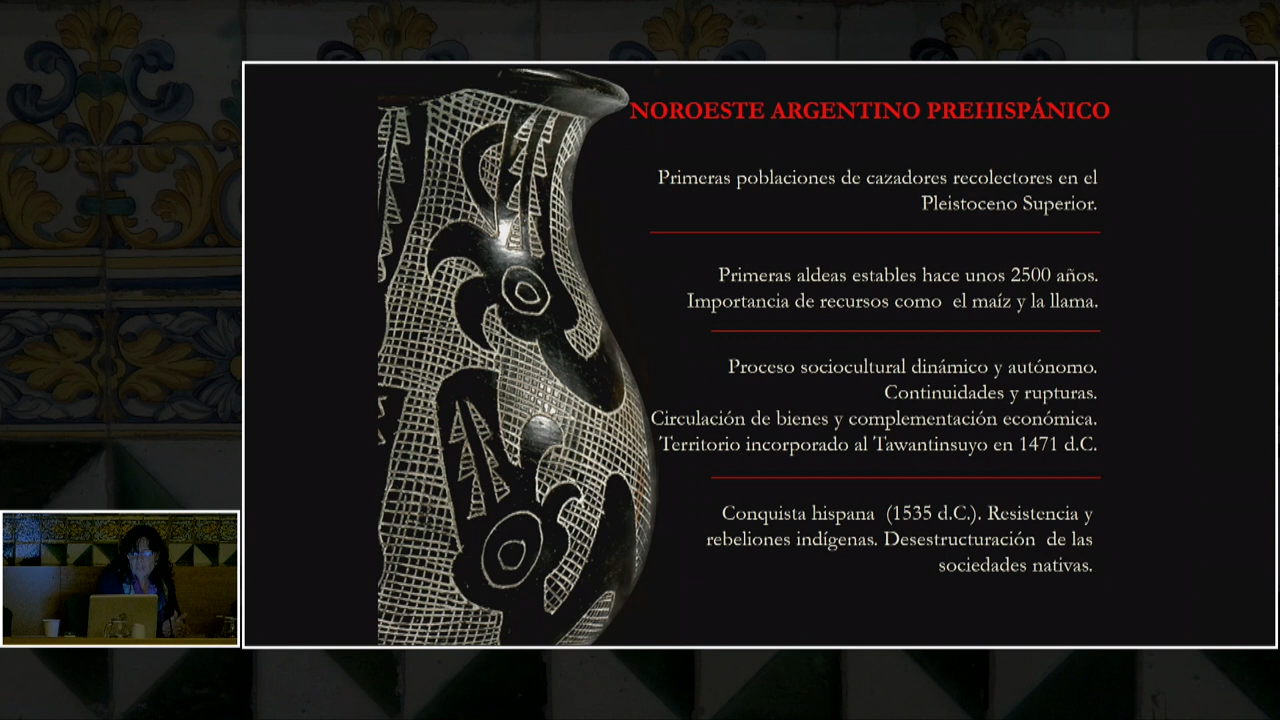 NOROESTE ARGENTINO PREHISPÁNICO
Primeras poblaciones de cazadores recolectores en el
Pleistoceno Superior.
Primeras aldeas estables hace unos 2500 años.
Importancia de recursos como el maíz y la llama.
Proceso sociocultural dinámico y autónomo.
Continuidades y rupturas.
Circulación de bienes y complementación económica.
Territorio incorporado al Tawantinsuyo en 1471 d.C.
Conquista hispana (1535 d.C.). Resistencia y
rebeliones indígenas. Desestructuración de las
sociedades nativas.